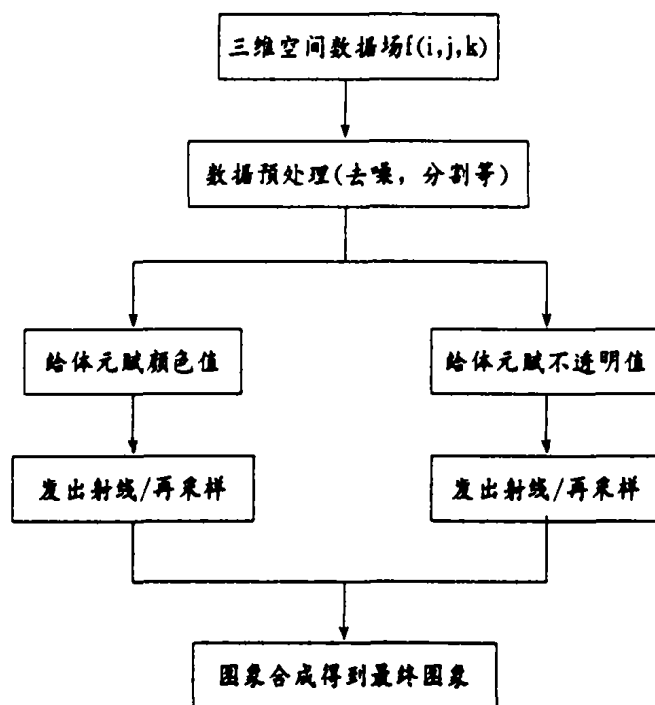 三维空间数据场f(i,j,k)
数据预处理(去噪，分割等)
给体元赋颜色值
给体元赋不透明值
发出射线/再采样
发出射线/再采样
图象合成得到最终图象